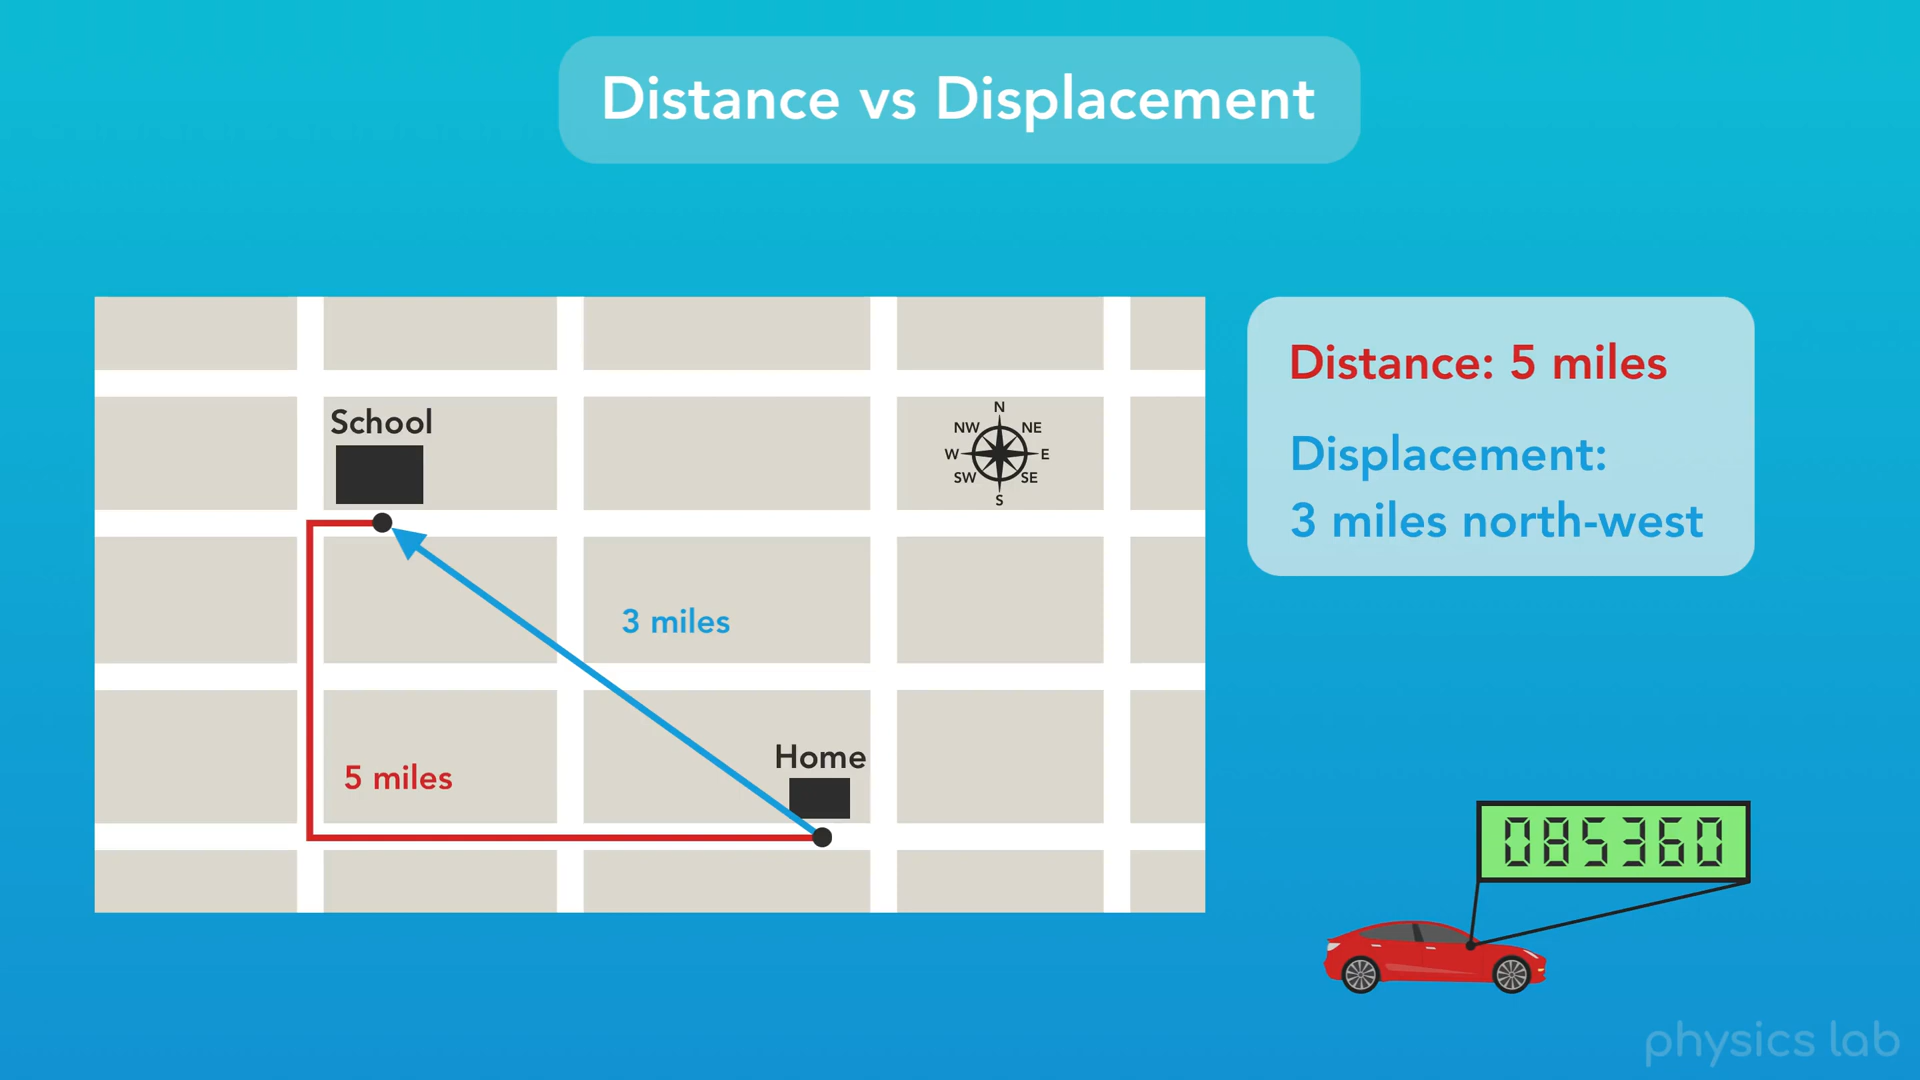 Distance vs Displacement
School
N
NW NE
W E
SW SE
S
3 miles
Home
5 miles
Distance: 5 miles
Displacement:
3 miles north-west
085360
physics lab